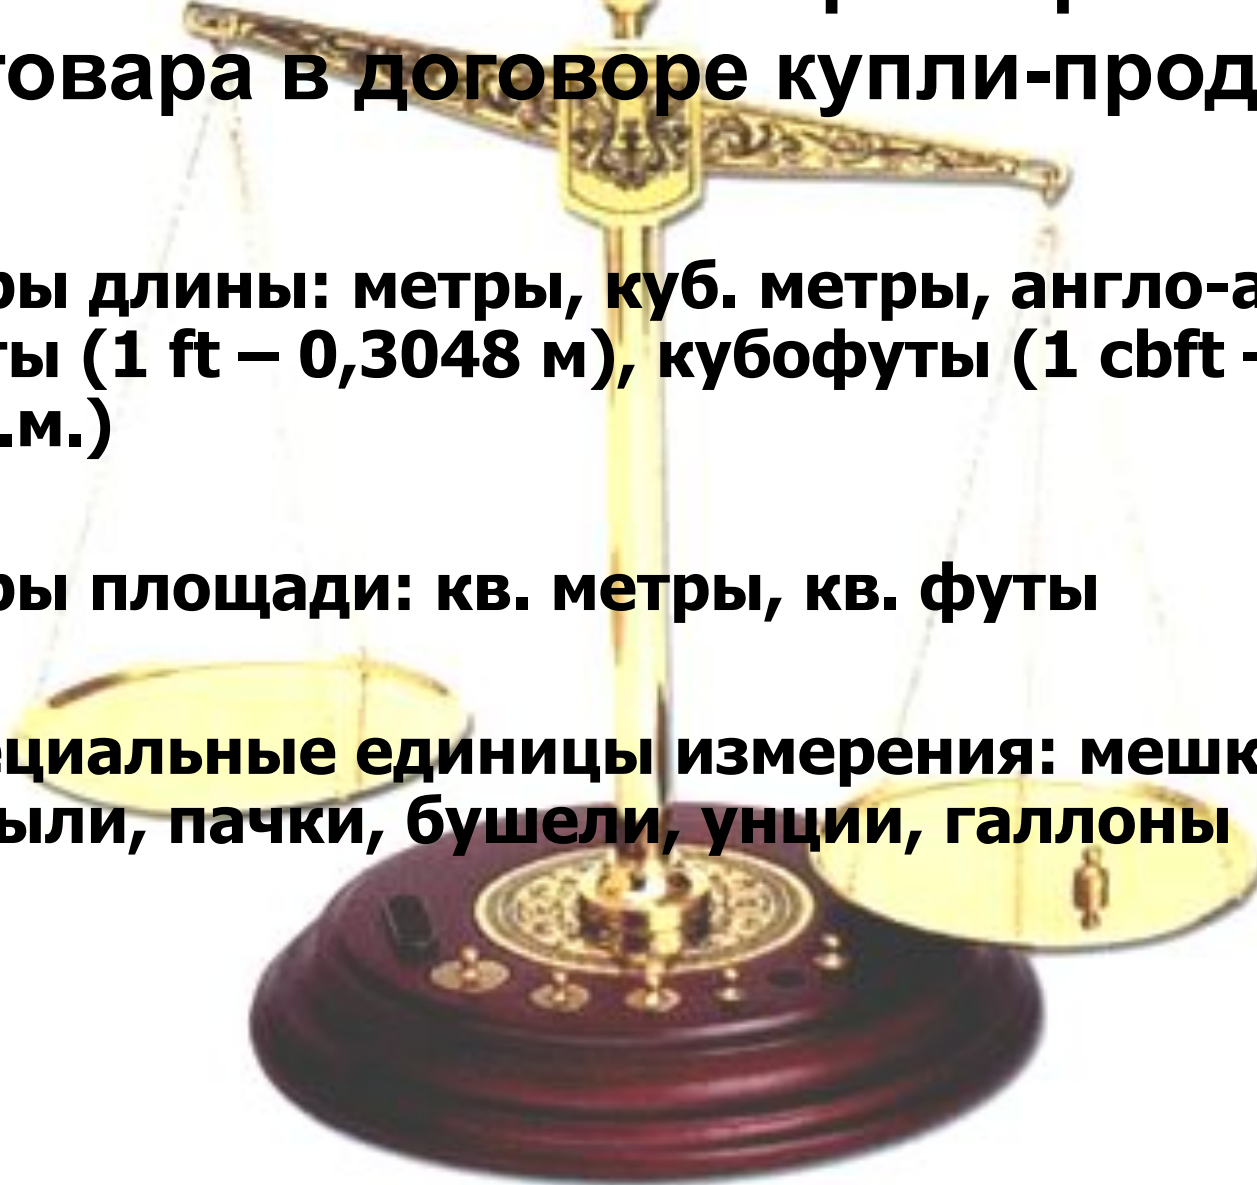 товара в договоре купли-прод
ры длины: метры, куб. метры, англо-а
ты (1 ft – 0,3048 м), кубофуты (1 cbft –
.м.)
ры площади: кв. метры, кв. футы
ециальные единицы измерения: мешк
ыли, пачки, бушели, унции, галлоны